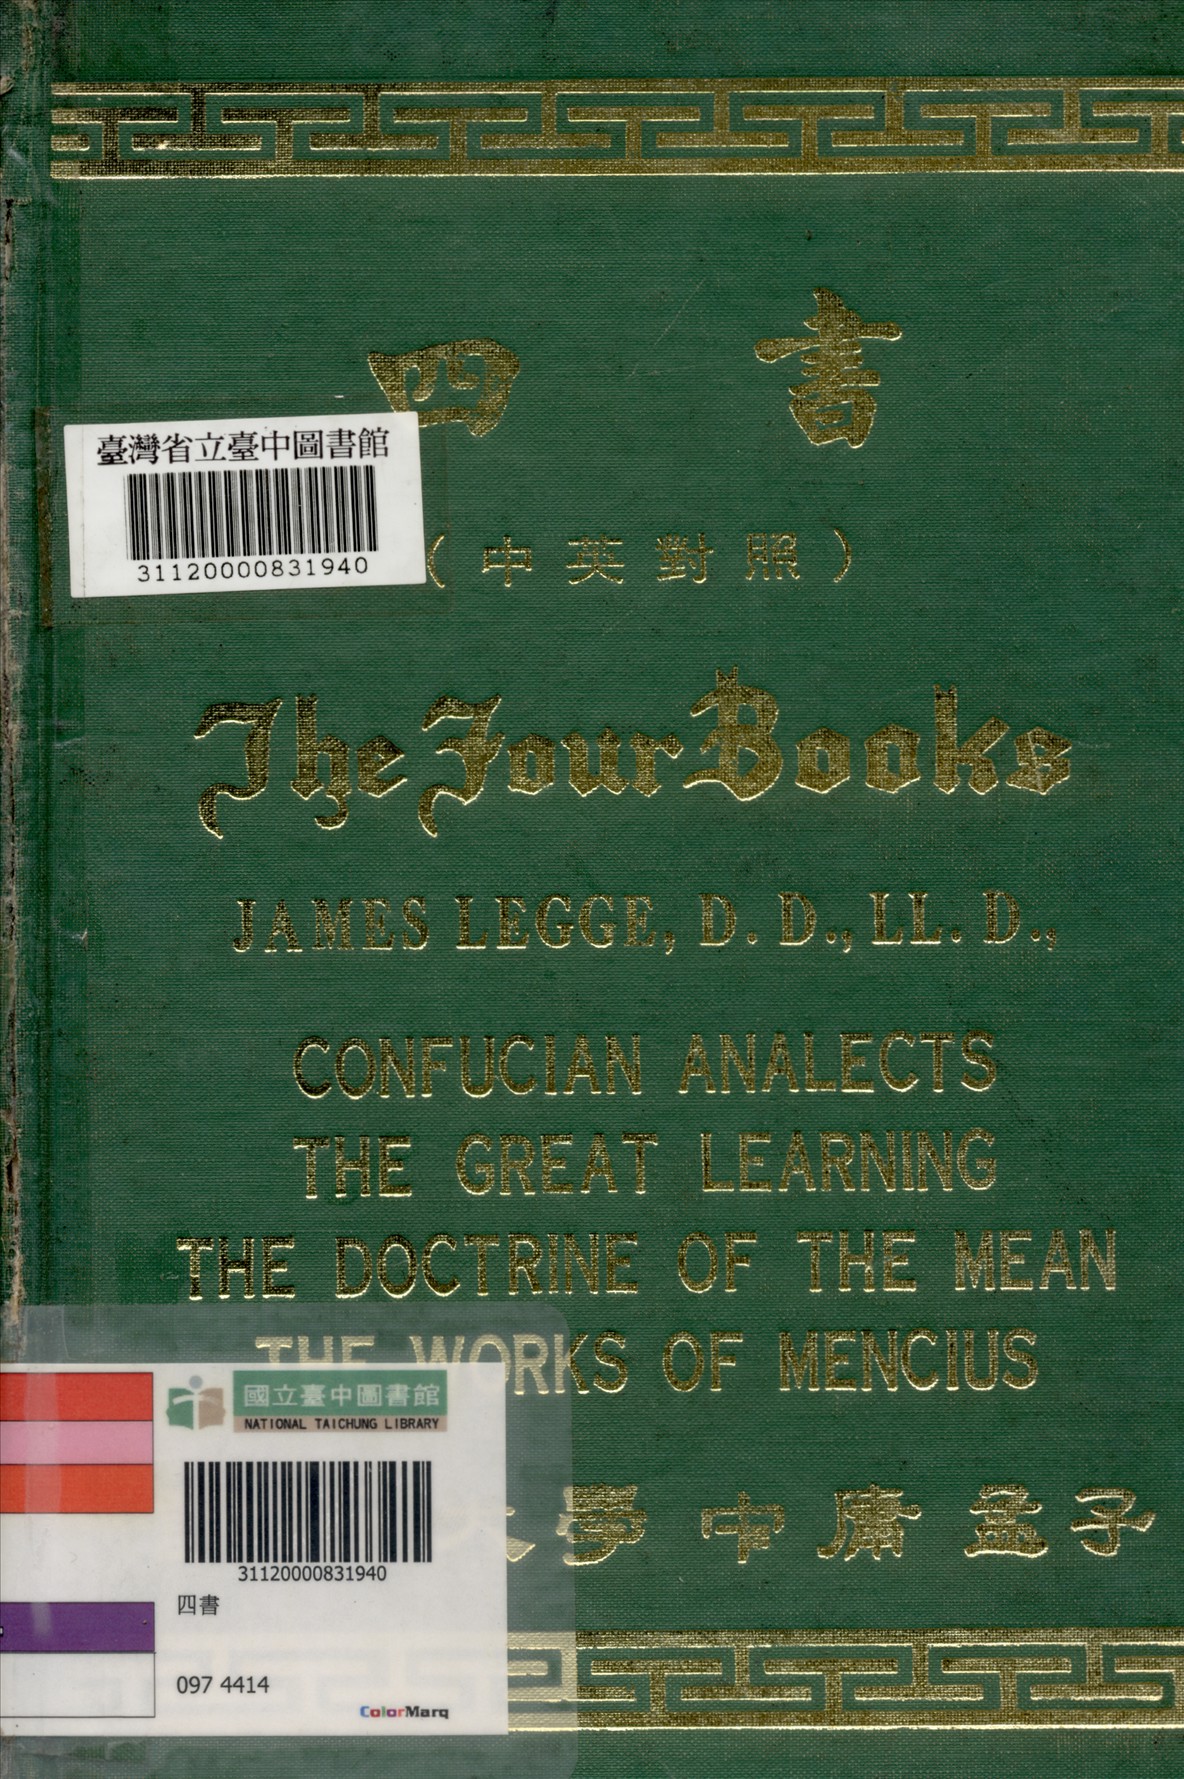 四 書
臺灣省立臺中圖書館
31120000831940
（中英對照）
The Four Books
JAMES LEGGE, D. D., LL. D.,
CONFUCIAN ANALECTS
THE GREAT LEARNING
THE DOCTRINE OF THE MEAN
THE WORKS OF MENCIUS
國立臺中圖書館
NATIONAL TAICHUNG LIBRARY
大學 中庸 孟子
31120000831940
四書
097 4414
ColorMarq